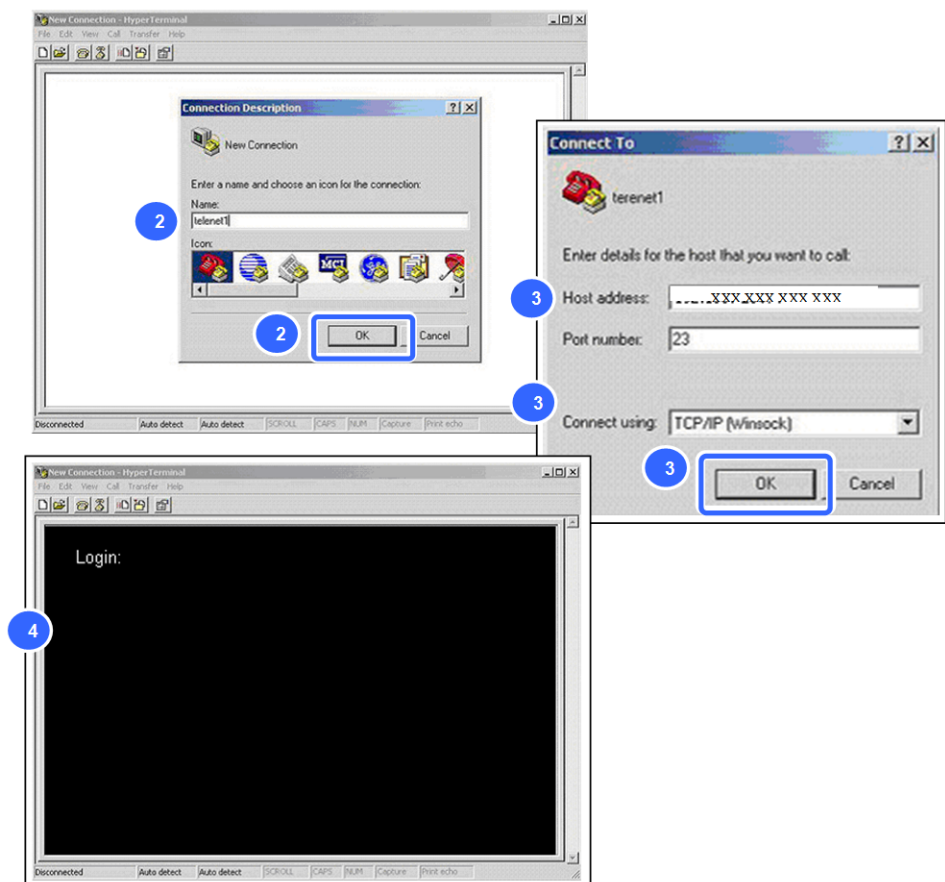 New Connection - HyperTerminal
File Edit View Call Transfer Help
Connection Description
New Connection
Enter a name and choose an icon for the connection:
Name:
2
telenet1
Icon:
MCI
2
OK Cancel
Disconnected Auto detect Auto detect SCROLL CAPS NUM Capture Print echo
Connect To
terenet1
Enter details for the host that you want to call:
3
Host address: xxx xxx xxx xxx
Port number: 23
3
Connect using: TCP/IP (Winsock)
3
OK Cancel
New Connection - HyperTerminal
File Edit View Call Transfer Help
Login:
4
Disconnected Auto detect Auto detect SCROLL CAPS NUM Capture Print echo